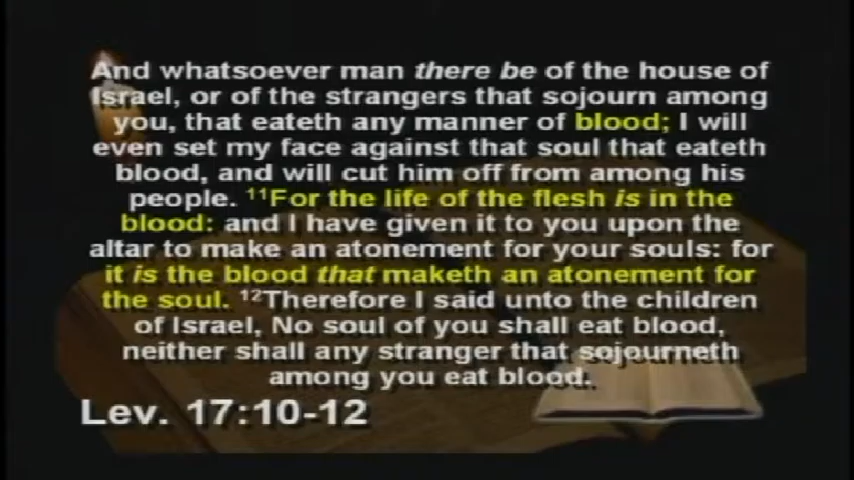 And whatsoever man there be of the house of
Israel, or of the strangers that sojourn among
you, that eateth any manner of blood; I will
even set my face against that soul that eateth
blood, and will cut him off from among his
people. ¹¹For the life of the flesh is in the
blood: and I have given it to you upon the
altar to make an atonement for your souls: for
it is the blood that maketh an atonement for
the soul. ¹²Therefore I said unto the children
of Israel, No soul of you shall eat blood,
neither shall any stranger that sojourneth
among you eat blood.
Lev. 17:10-12